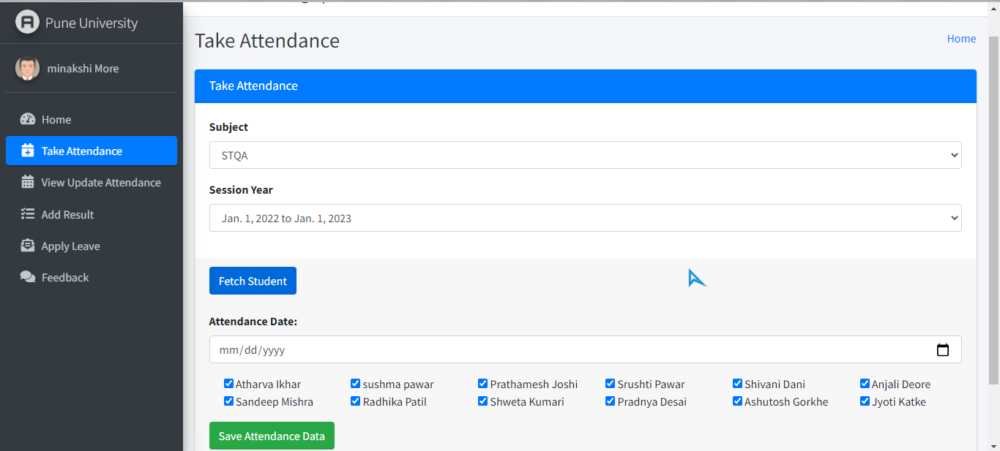 Pune University
minakshi More
Home
Take Attendance
View Update Attendance
Add Result
Apply Leave
Feedback
Take Attendance
Home
Take Attendance
Subject
STQA
Session Year
Jan. 1, 2022 to Jan. 1, 2023
Fetch Student
Attendance Date:
mm/dd/yyyy
Atharva Ikhar sushma pawar Prathamesh Joshi Srushti Pawar Shivani Dani Anjali Deore
Sandeep Mishra Radhika Patil Shweta Kumari Pradnya Desai Ashutosh Gorkhe Jyoti Katke
Save Attendance Data